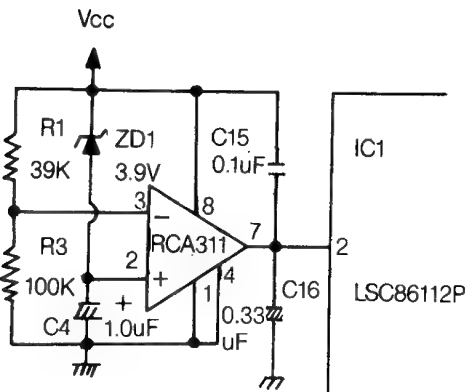 Vcc
R1
39K
ZD1
3.9V
C15
0.1uF
IC1
3
8
RCA311
7
2
R3
100K
2
4
1
C16
LSC86112P
C4
+
1.0uF
0.33
uF